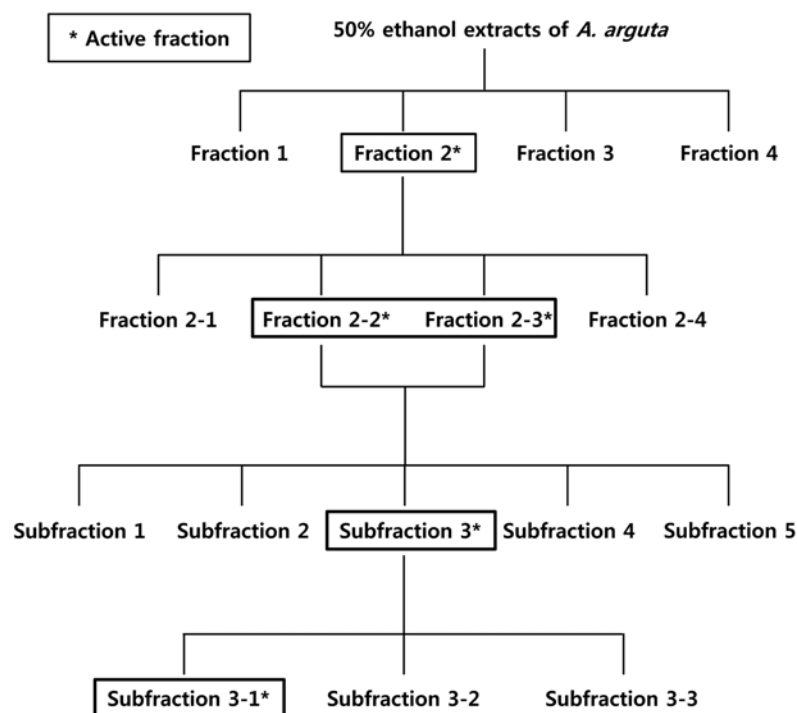 * Active fraction
50% ethanol extracts of A. arguta
Fraction 1 Fraction 2* Fraction 3 Fraction 4
Fraction 2-1 Fraction 2-2* Fraction 2-3* Fraction 2-4
Subfraction 1 Subfraction 2 Subfraction 3* Subfraction 4 Subfraction 5
Subfraction 3-1* Subfraction 3-2 Subfraction 3-3